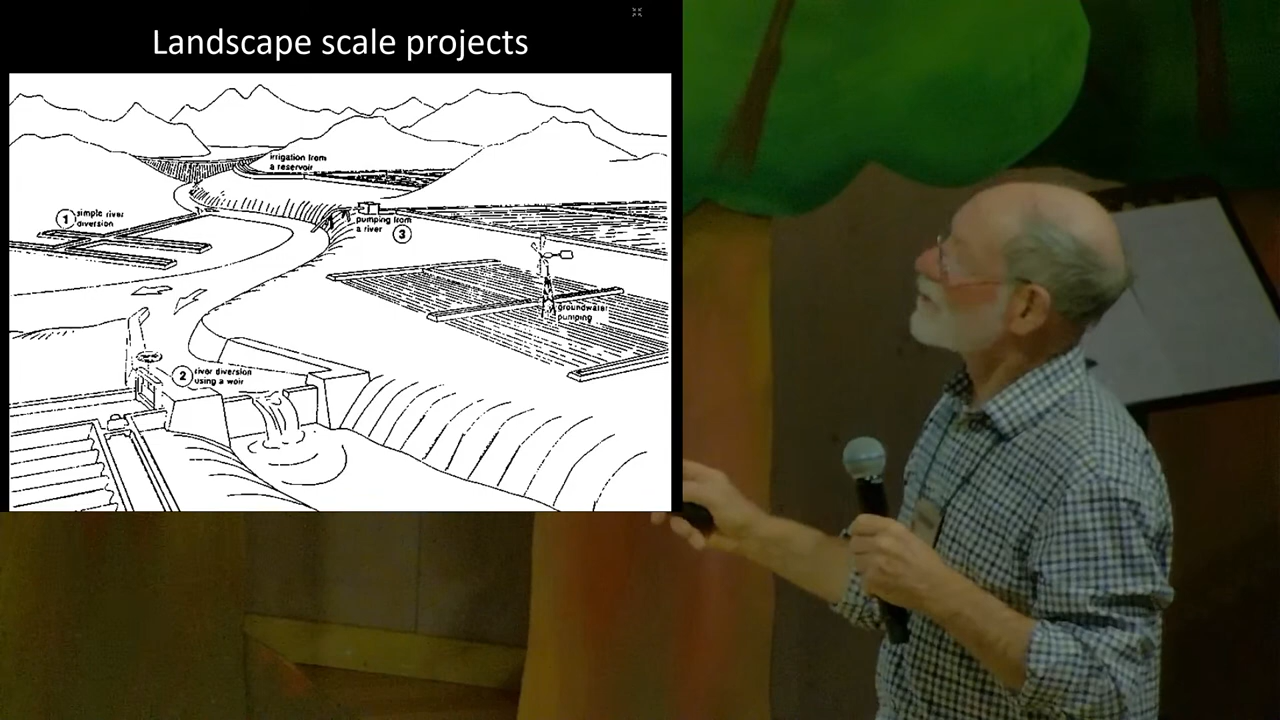 Landscape scale projects
irrigation from
a reservoir
1
simple river
diversion
pumping from
a river
3
groundwater
pumping
2
river diversion
using a weir